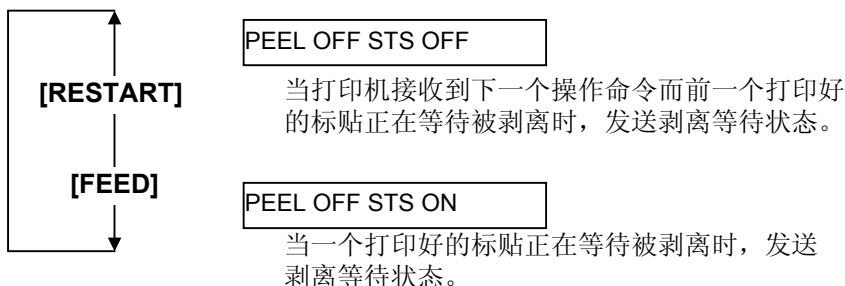 PEEL OFF STS OFF
[RESTART]
当打印机接收到下一个操作命令而前一个打印好
的标贴正在等待被剥离时，发送剥离等待状态。
[FEED]
PEEL OFF STS ON
当一个打印好的标贴正在等待被剥离时，发送
剥离等待状态。